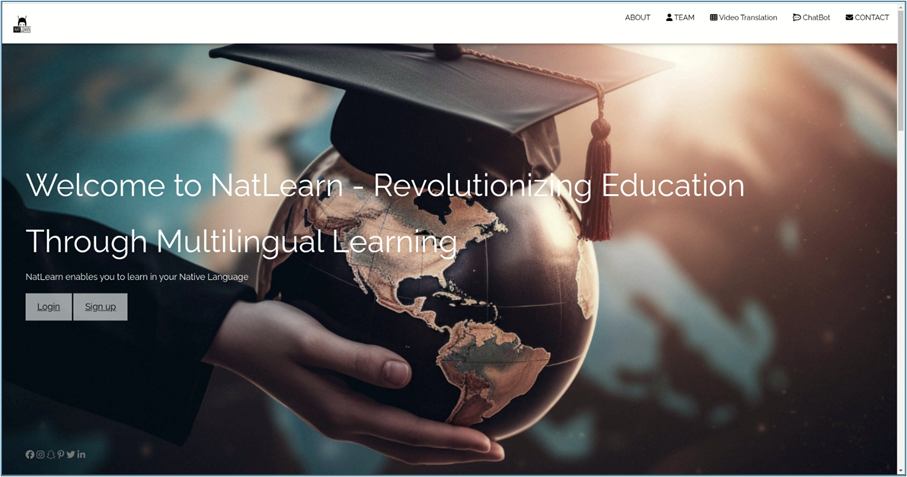 ABOUT TEAM Video Translation ChatBot CONTACT
Welcome to NatLearn - Revolutionizing Education
Through Multilingual Learning
NatLearn enables you to learn in your Native Language
Login Sign up